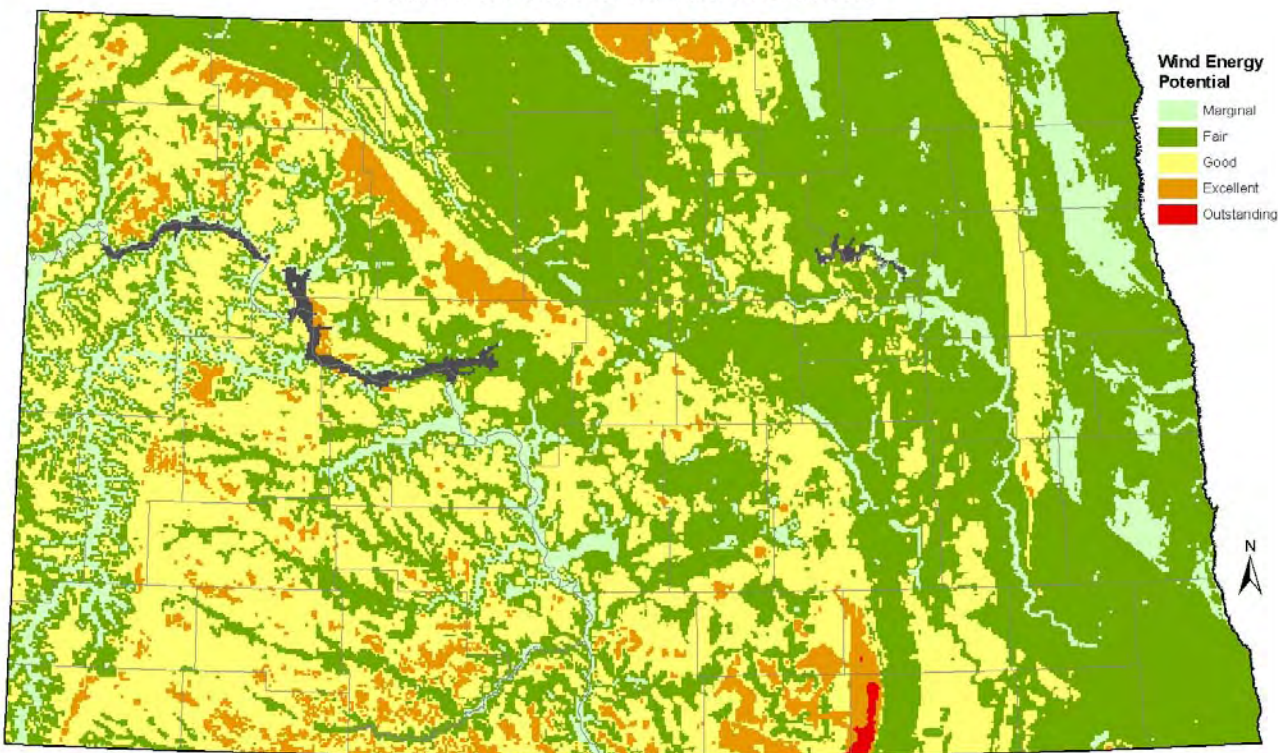 Wind Energy
Potential
Marginal
Fair
Good
Excellent
Outstanding
N